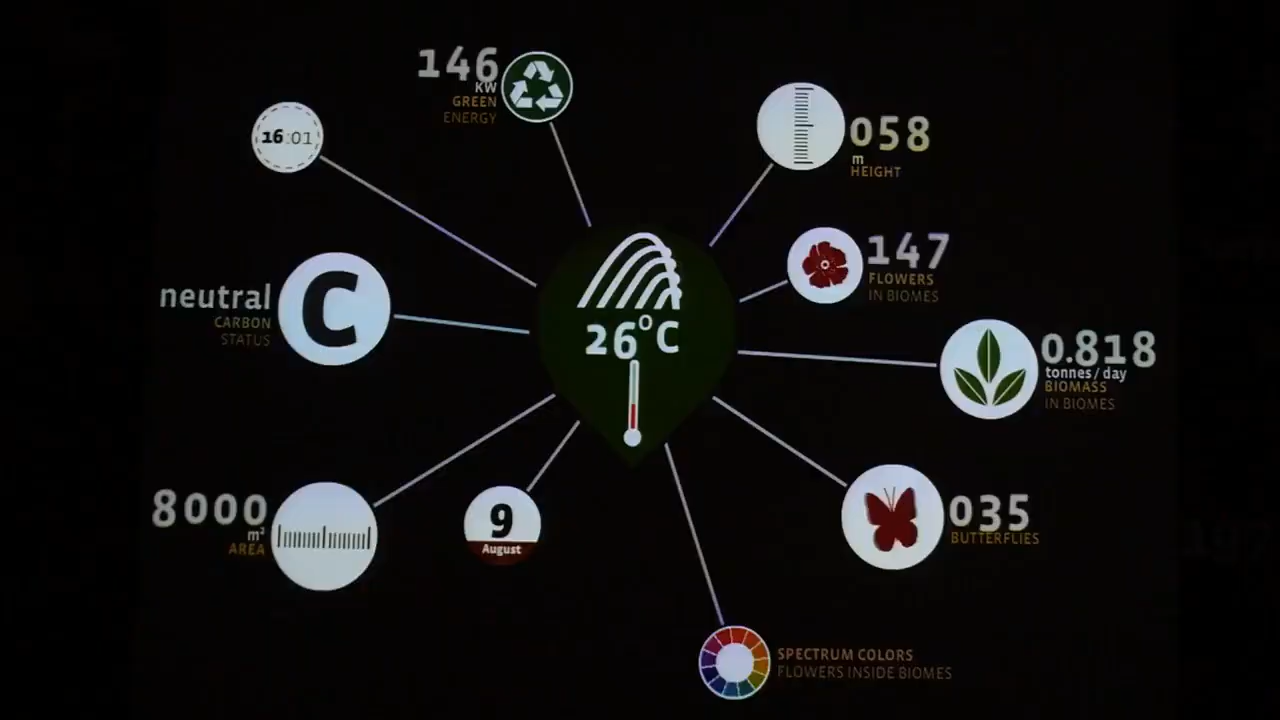 146
KW
GREEN
ENERGY
16:01
058
m
HEIGHT
147
FLOWERS
IN BIOMES
neutral
CARBON
STATUS
C
26°C
0.818
tonnes/day
BIOMASS
IN BIOMES
8000
m²
AREA
9
August
035
BUTTERFLIES
SPECTRUM COLORS
FLOWERS INSIDE BIOMES